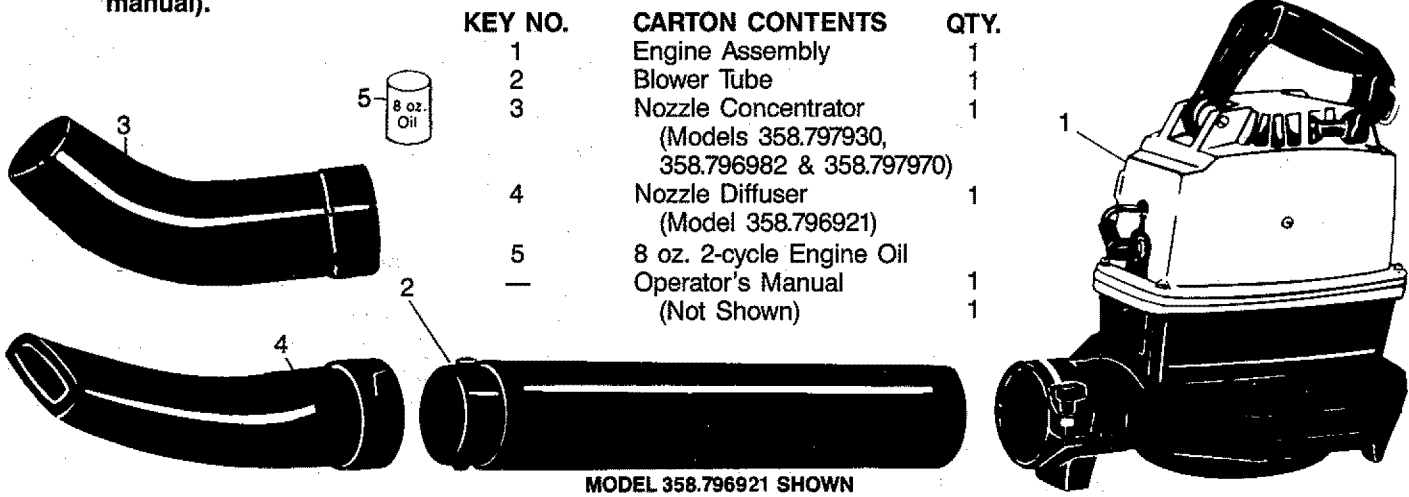 manual).
KEY NO. CARTON CONTENTS QTY.
1 Engine Assembly 1
2 Blower Tube 1
3 Nozzle Concentrator 1
(Models 358.797930,
358.796982 & 358.797970)
4 Nozzle Diffuser 1
(Model 358.796921)
5 8 oz. 2-cycle Engine Oil
— Operator's Manual 1
(Not Shown) 1
5
8 oz.
Oil
3
1
2
4
MODEL 358.796921 SHOWN